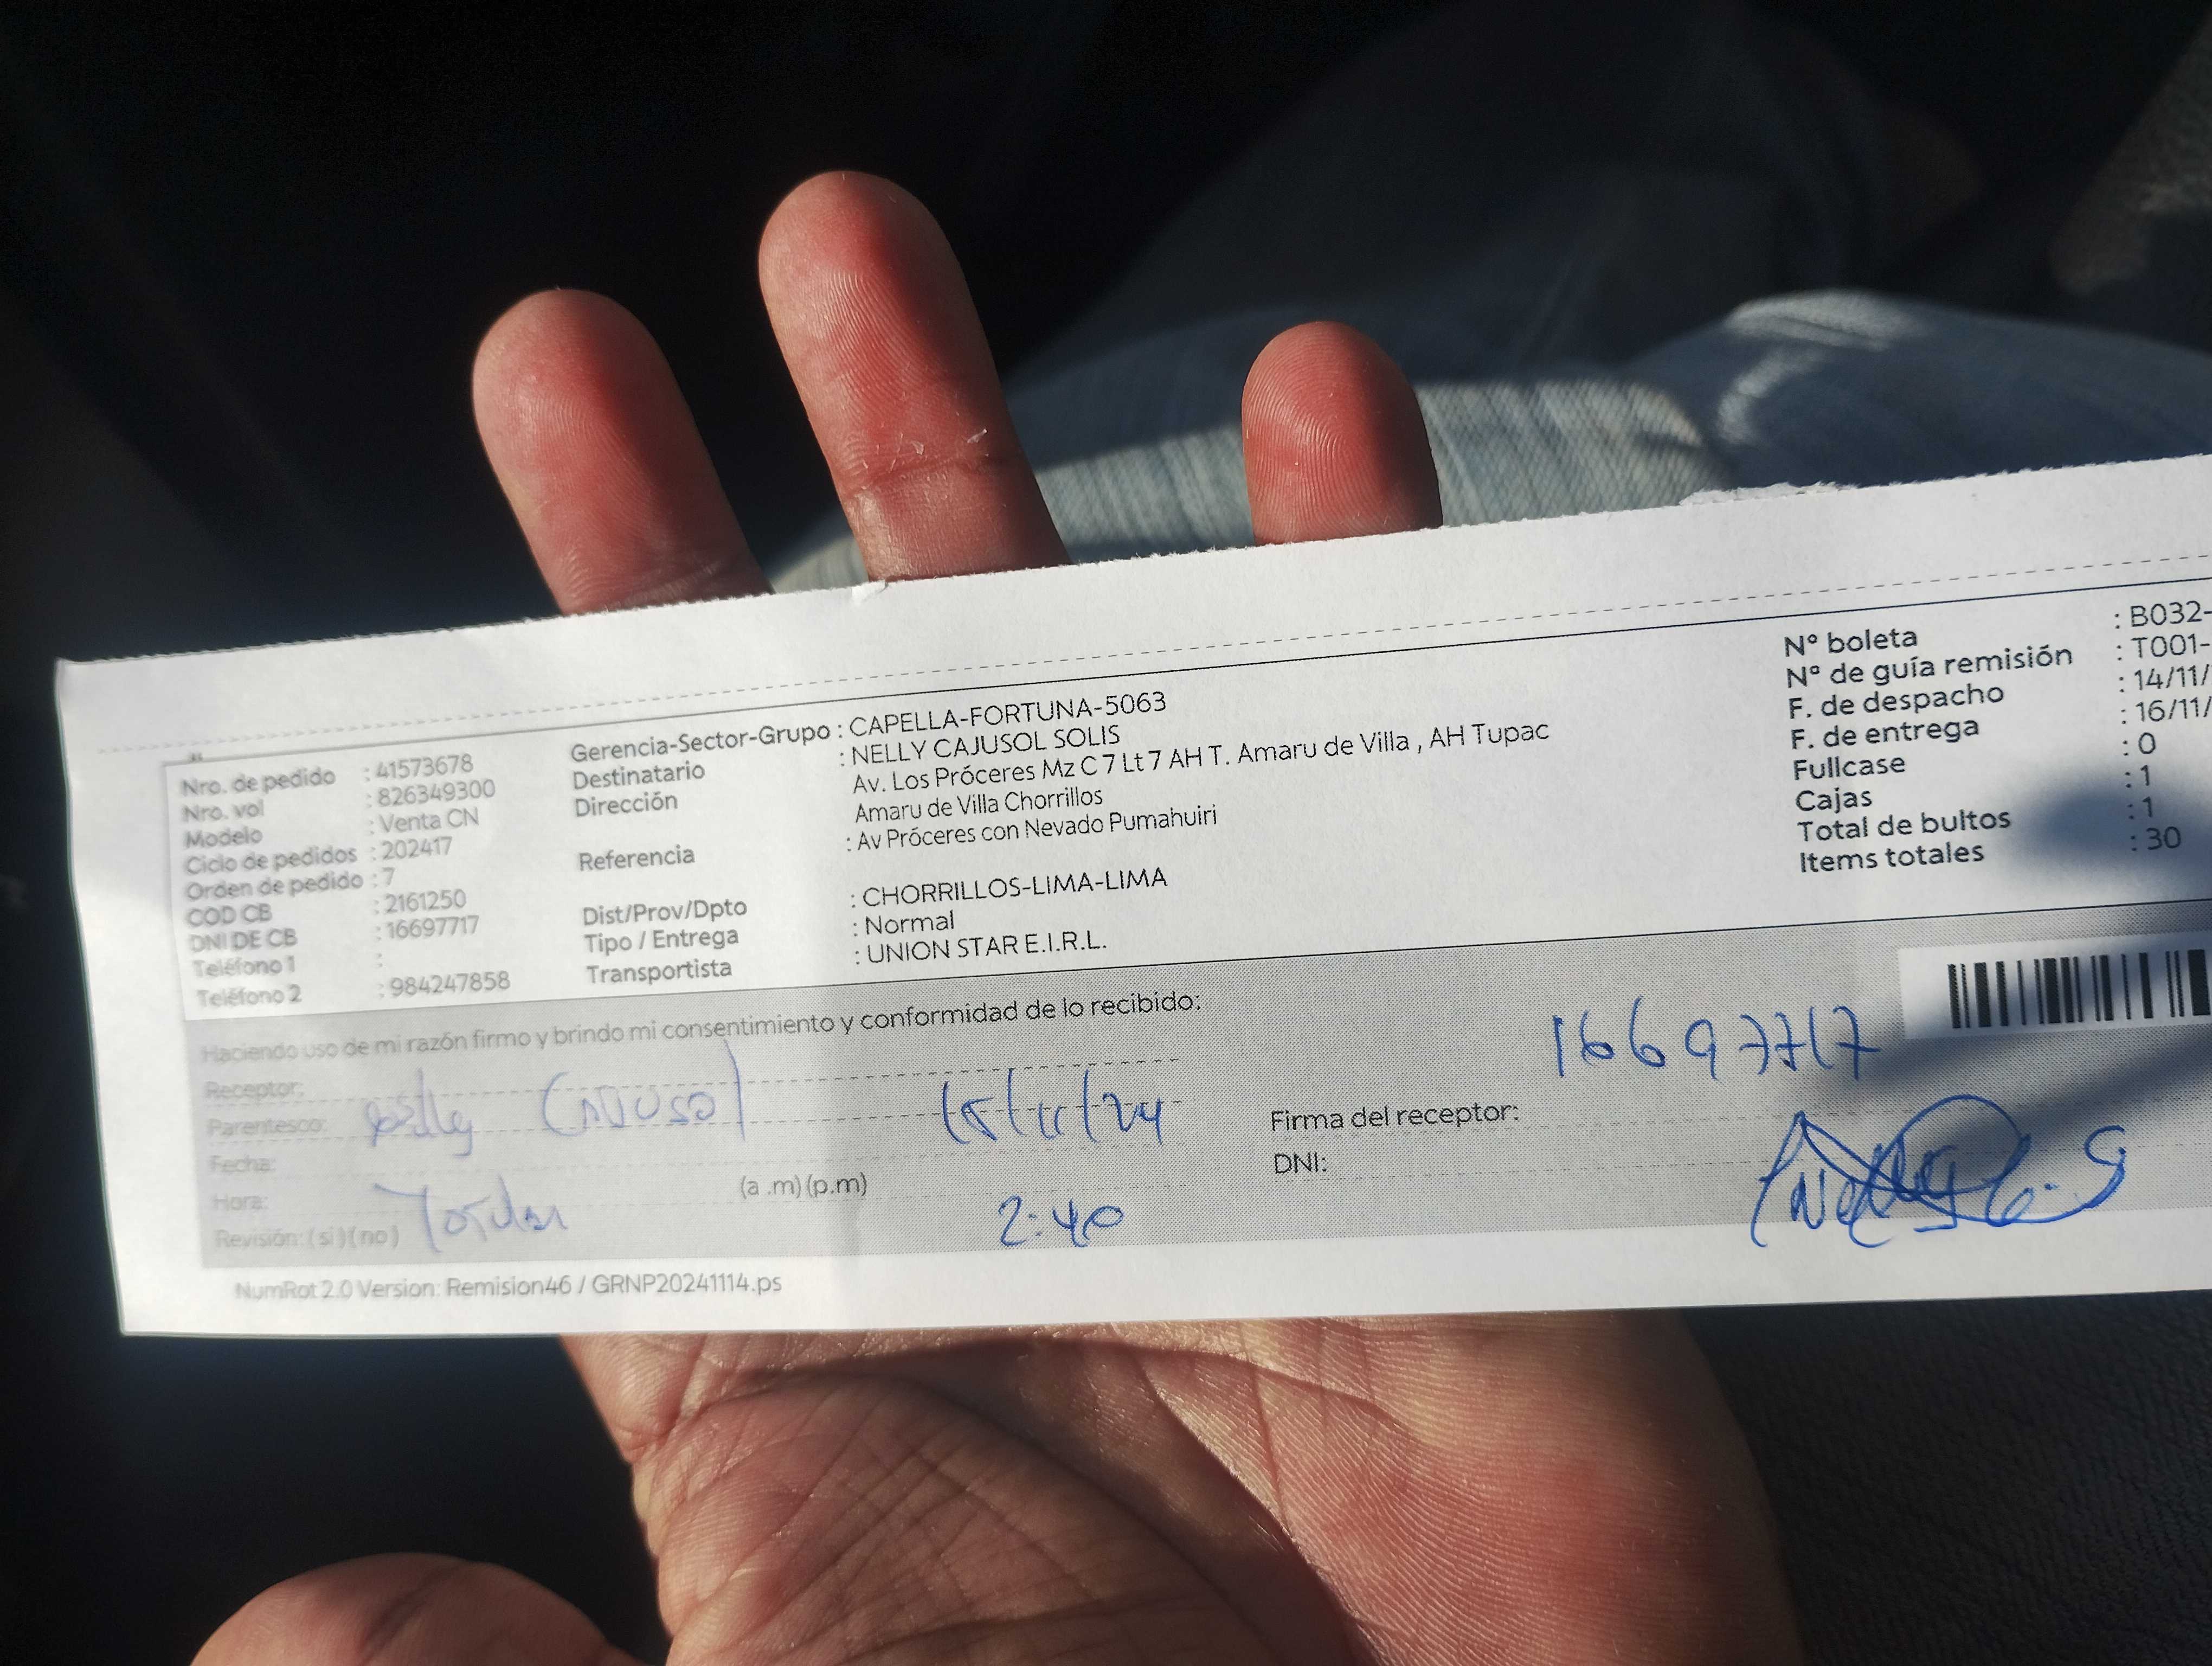 Nro. de pedido : 41573678
Nro. vol : 826349300
Modelo : Venta CN
Ciclo de pedidos : 202417
Orden de pedido : 7
COD CB : 2161250
DNI DE CB : 16697717
Teléfono 1 :
Teléfono 2 : 984247858
Gerencia-Sector-Grupo : CAPELLA-FORTUNA-5063
Destinatario : NELLY CAJUSOL SOLIS
Dirección Av. Los Próceres Mz C 7 Lt 7 AH T. Amaru de Villa , AH Tupac
Amaru de Villa Chorrillos
Referencia : Av Próceres con Nevado Pumahuiri
Dist/Prov/Dpto : CHORRILLOS-LIMA-LIMA
Tipo / Entrega : Normal
Transportista : UNION STAR E.I.R.L.
N° boleta : B032-
N° de guía remisión : T001-
F. de despacho : 14/11/
F. de entrega : 16/11/
Fullcase : 0
Cajas : 1
Total de bultos : 1
Items totales : 30
Haciendo uso de mi razón firmo y brindo mi consentimiento y conformidad de lo recibido:
Receptor:
Parentesco: Nelly Cajusol
Fecha: 15/11/24
Hora: (a .m) (p.m) 2:40
Revisión: (si) (no)
16697717
Firma del receptor:
DNI:
NumRot 2.0 Version: Remision46 / GRNP20241114.ps